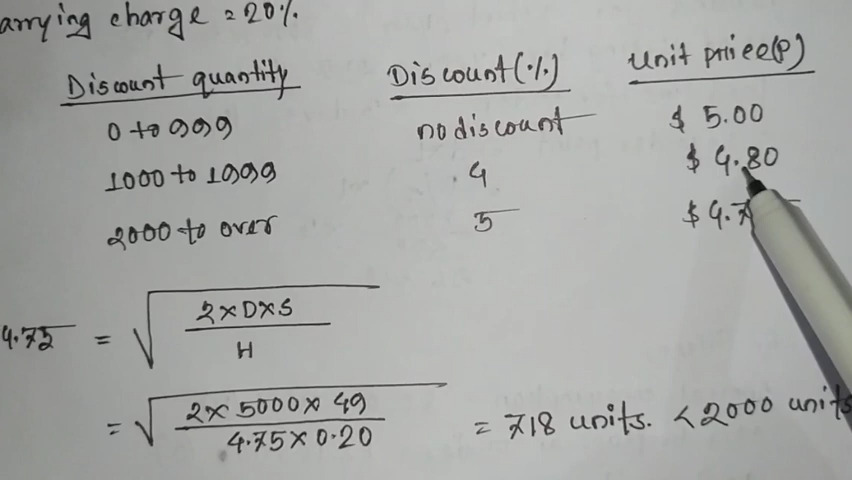 arrying charge = 20%
Discount quantity Discount(%) Unit price(P)
0 to 999 no discount $ 5.00
1000 to 1999 4 $ 4.80
2000 to over 5
4.75 = √ 2×D×S / H
= √ 2×5000×49 / 4.75×0.20 = 718 units. < 2000 units